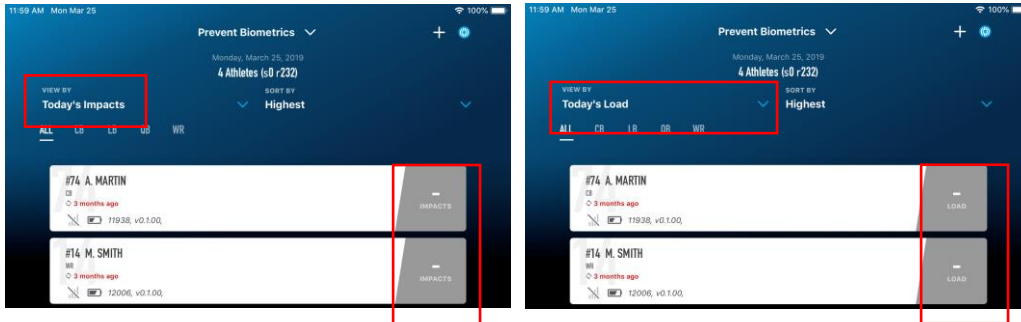 11:59 AM Mon Mar 25
100%
Prevent Biometrics
Monday, March 25, 2019
4 Athletes (s0 r232)
VIEW BY
SORT BY
Today's Impacts
Highest
ALL CB LB QB WR
#74 A. MARTIN
CB
3 months ago
11938, v0.1.00,
–
IMPACTS
#14 M. SMITH
WR
3 months ago
12006, v0.1.00,
–
IMPACTS
11:59 AM Mon Mar 25
100%
Prevent Biometrics
Monday, March 25, 2019
4 Athletes (s0 r232)
VIEW BY
SORT BY
Today's Load
Highest
ALL CB LB QB WR
#74 A. MARTIN
CB
3 months ago
11938, v0.1.00,
–
LOAD
#14 M. SMITH
WR
3 months ago
12006, v0.1.00,
–
LOAD